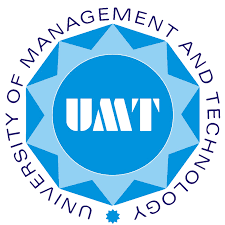 UNIVERSITY OF MANAGEMENT AND TECHNOLOGY
UMT